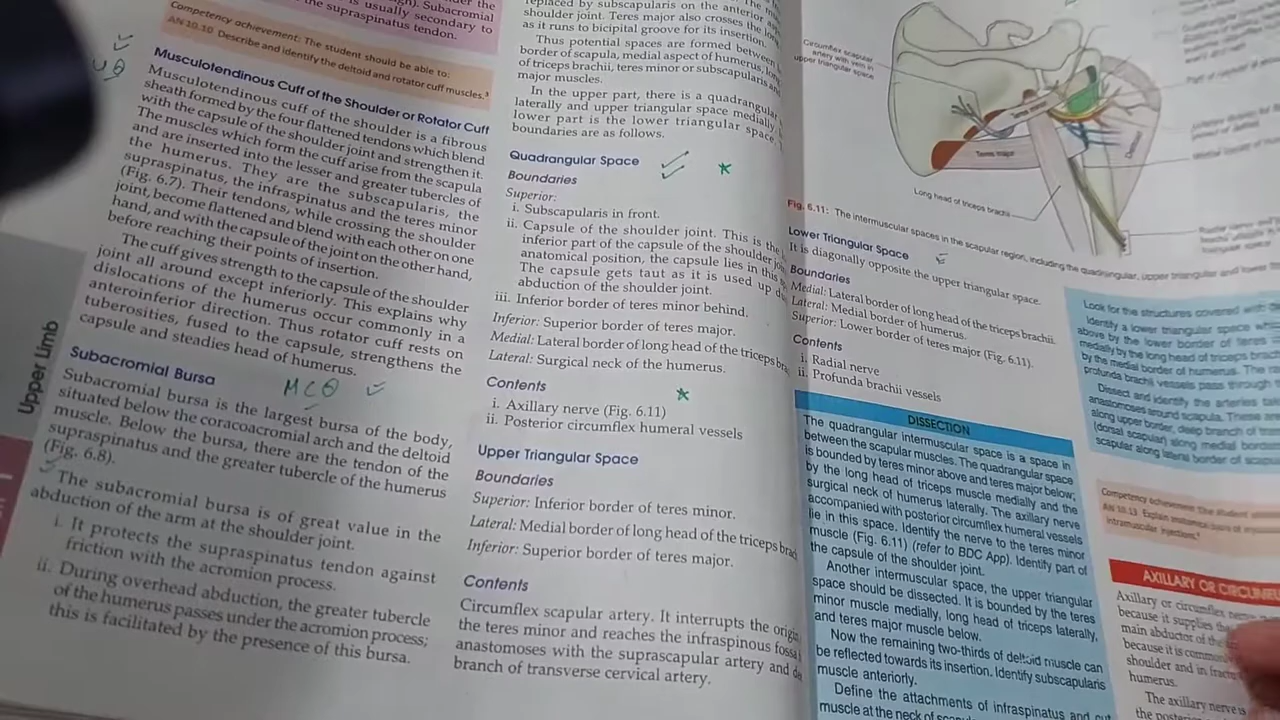 is usually secondary to
the supraspinatus tendon.
Competency achievement: The student should be able to:
AN 10.10 Describe and identify the deltoid and rotator cuff muscles.³
Musculotendinous Cuff of the Shoulder or Rotator Cuff
Musculotendinous cuff of the shoulder is a fibrous
sheath formed by the four flattened tendons which blend
with the capsule of the shoulder joint and strengthen it.
The muscles which form the cuff arise from the scapula
and are inserted into the lesser and greater tubercles of
the humerus. They are the subscapularis, the
supraspinatus, the infraspinatus and the teres minor
(Fig. 6.7). Their tendons, while crossing the shoulder
joint, become flattened and blend with each other on one
hand, and with the capsule of the joint on the other hand,
before reaching their points of insertion.
The cuff gives strength to the capsule of the shoulder
joint all around except inferiorly. This explains why
dislocations of the humerus occur commonly in a
anteroinferior direction. Thus rotator cuff rests on
tuberosities, fused to the capsule, strengthens the
capsule and steadies head of humerus.
Subacromial Bursa
MCQ
Subacromial bursa is the largest bursa of the body,
situated below the coracoacromial arch and the deltoid
muscle. Below the bursa, there are the tendon of the
supraspinatus and the greater tubercle of the humerus
(Fig. 6.8).
The subacromial bursa is of great value in the
abduction of the arm at the shoulder joint.
i. It protects the supraspinatus tendon against
friction with the acromion process.
ii. During overhead abduction, the greater tubercle
of the humerus passes under the acromion process;
this is facilitated by the presence of this bursa.
Upper Limb
replaced by subscapularis on the anterior
shoulder joint. Teres major also crosses the
as it runs to bicipital groove for its insertion.
Thus potential spaces are formed between
border of scapula, medial aspect of humerus,
of triceps brachii, teres minor or subscapularis and
major muscles.
In the upper part, there is a quadrangular
laterally and upper triangular space medially
lower part is the lower triangular space.
boundaries are as follows.
Quadrangular Space
Boundaries
Superior:
i. Subscapularis in front.
ii. Capsule of the shoulder joint. This is the
inferior part of the capsule of the shoulder
anatomical position, the capsule lies in this
The capsule gets taut as it is used up
abduction of the shoulder joint.
iii. Inferior border of teres minor behind.
Inferior: Superior border of teres major.
Medial: Lateral border of long head of the triceps
Lateral: Surgical neck of the humerus.
Contents
i. Axillary nerve (Fig. 6.11)
ii. Posterior circumflex humeral vessels
Upper Triangular Space
Boundaries
Superior: Inferior border of teres minor.
Lateral: Medial border of long head of the triceps
Inferior: Superior border of teres major.
Contents
Circumflex scapular artery. It interrupts the origin
the teres minor and reaches the infraspinous fossa
anastomoses with the suprascapular artery and
branch of transverse cervical artery.
Circumflex scapular
artery with vein in
upper triangular space
Teres minor
Teres major
Deltoid
Long head of triceps brachii
Fig. 6.11: The intermuscular spaces in the scapular region, including the quadrangular, upper triangular and lower
Lower Triangular Space
It is diagonally opposite the upper triangular space.
Boundaries
Medial: Lateral border of long head of the triceps brachii.
Lateral: Medial border of humerus.
Superior: Lower border of teres major (Fig. 6.11).
Contents
i. Radial nerve
ii. Profunda brachii vessels
DISSECTION
The quadrangular intermuscular space is a space in
between the scapular muscles. The quadrangular space
is bounded by teres minor above and teres major below;
by the long head of triceps muscle medially and the
surgical neck of humerus laterally. The axillary nerve
accompanied with posterior circumflex humeral vessels
lie in this space. Identify the nerve to the teres minor
muscle (Fig. 6.11) (refer to BDC App). Identify part of
the capsule of the shoulder joint.
Another intermuscular space, the upper triangular
space should be dissected. It is bounded by the teres
minor muscle medially, long head of triceps laterally,
and teres major muscle below.
Now the remaining two-thirds of deltoid muscle can
be reflected towards its insertion. Identify subscapularis
muscle anteriorly.
Define the attachments of infraspinatus and cut
muscle at the neck of
Look for the structures covered with
Identify a lower triangular space
above by the lower border of teres
medially by the long head of triceps
by the medial border of humerus. The
profunda brachii vessels pass through
Dissect and identify the arteries
anastomoses around scapula. These
along upper border, deep branch of
(dorsal scapular) along medial
scapular along lateral border of
Competency achievement: The student
AN 10.13 Explain anatomical basis of
intramuscular injections.
AXILLARY OR
Axillary or circumflex
because it supplies the
main abductor of the
because it is
shoulder and in
humerus.
The axillary nerve is
the